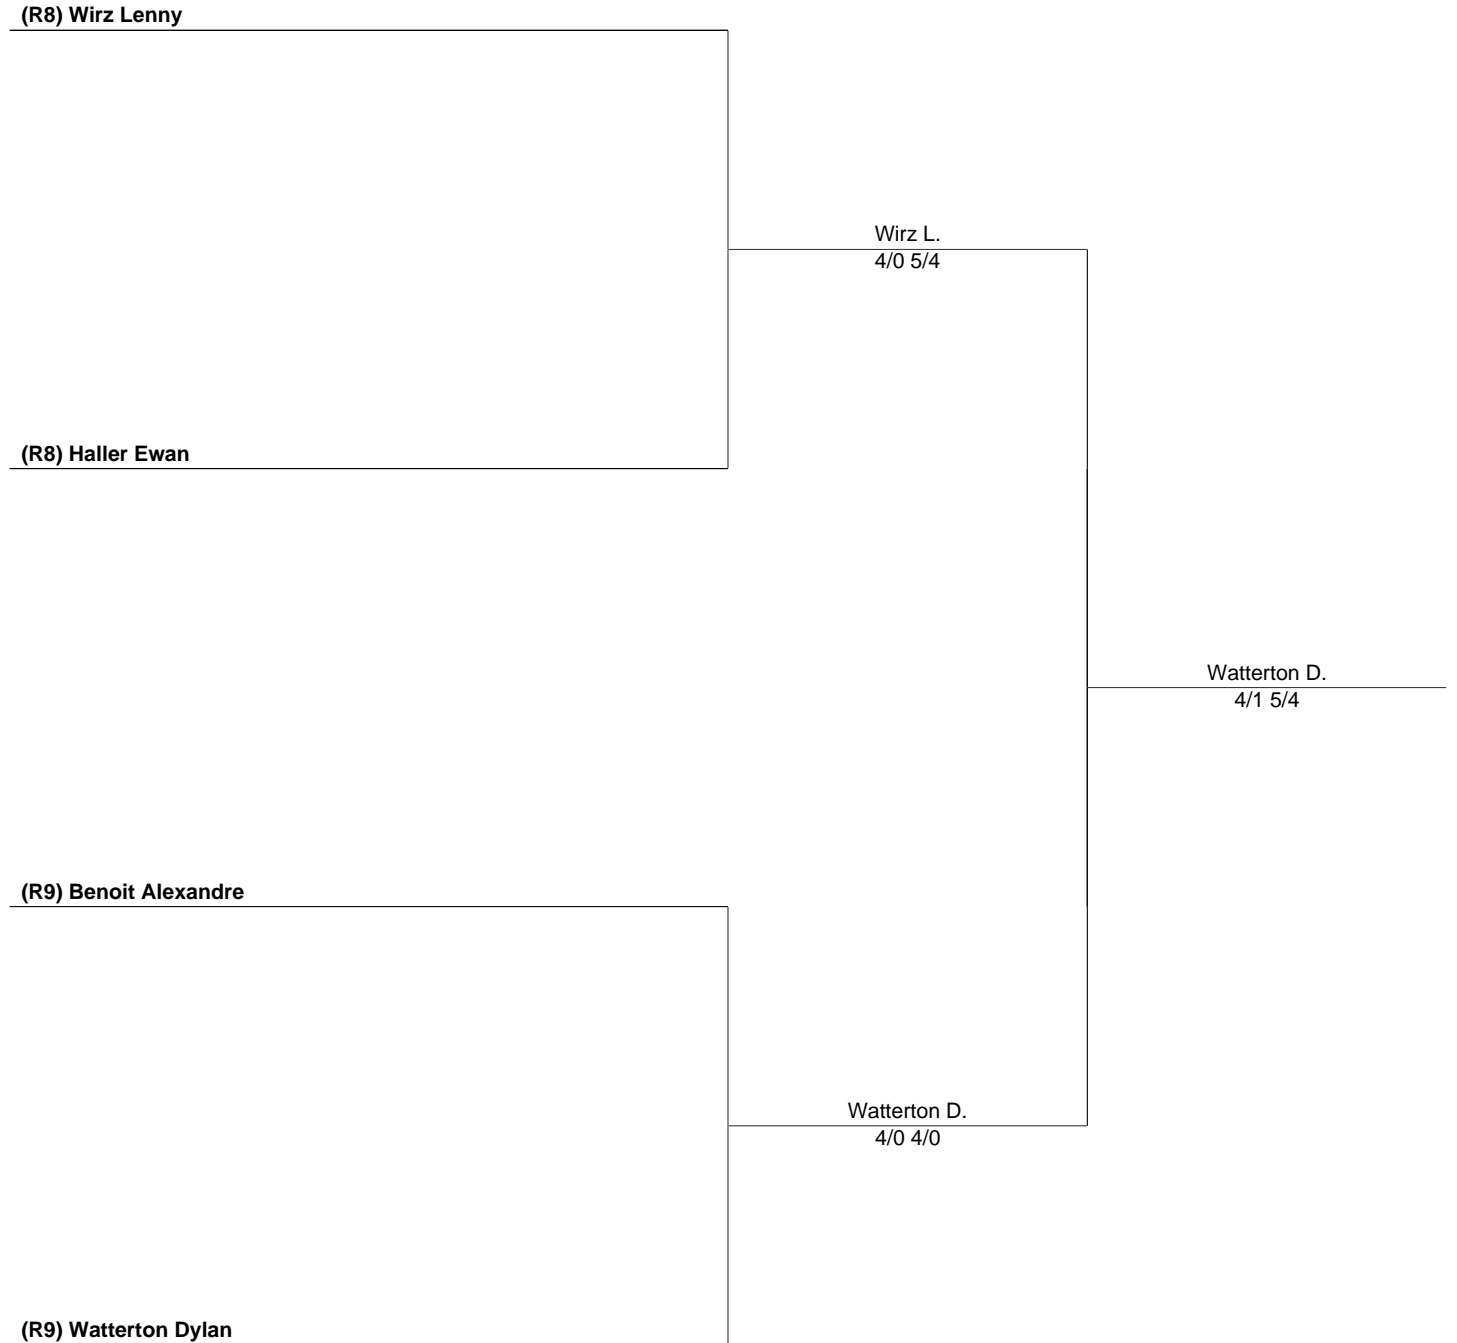 (R8) Wirz Lenny
Wirz L.
4/0 5/4
(R8) Haller Ewan
Watterton D.
4/1 5/4
(R9) Benoit Alexandre
Watterton D.
4/0 4/0
(R9) Watterton Dylan